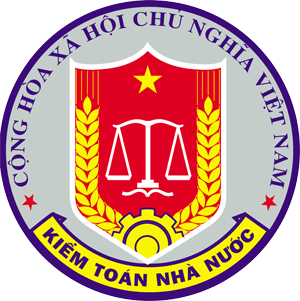 CỘNG HÒA XÃ HỘI CHỦ NGHĨA VIỆT NAM
KIỂM TOÁN NHÀ NƯỚC